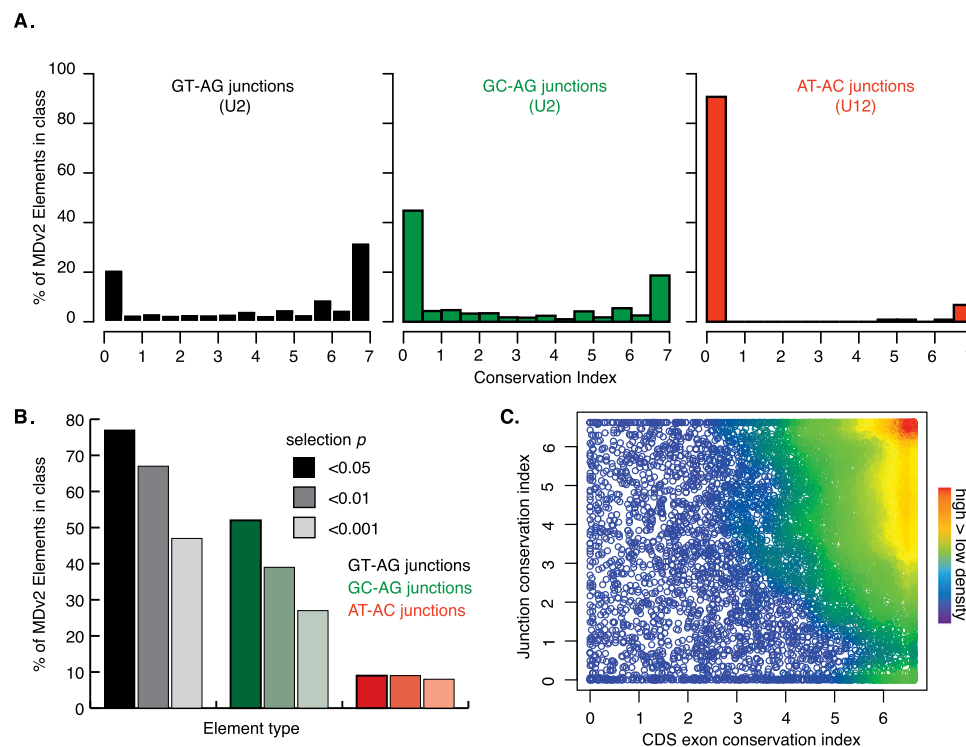 A.
% of MDv2 Elements in class
100
80
60
40
20
0
GT-AG junctions
(U2)
GC-AG junctions
(U2)
AT-AC junctions
(U12)
0 1 2 3 4 5 6 7
0 1 2 3 4 5 6 7
0 1 2 3 4 5 6
Conservation Index
B.
% of MDv2 Elements in class
80
70
60
50
40
30
20
10
0
selection p
<0.05
<0.01
<0.001
GT-AG junctions
GC-AG junctions
AT-AC junctions
Element type
C.
Junction conservation index
6
5
4
3
2
1
0
0 1 2 3 4 5 6
CDS exon conservation index
high > low density